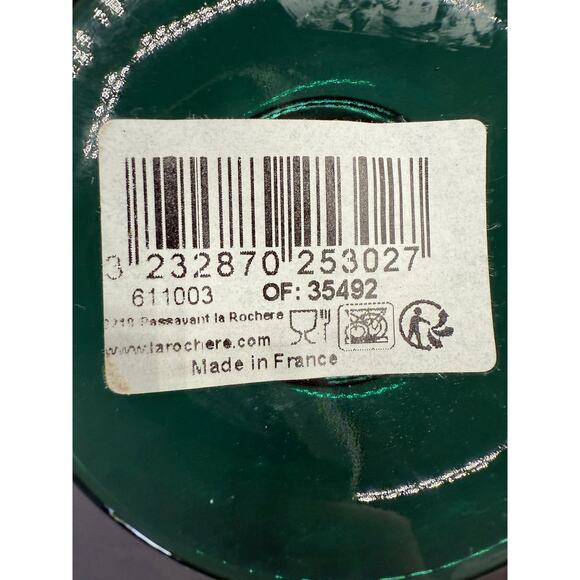 3 232870 253027
611003 OF: 35492
Passavant la Rochere
www.larochere.com
Made in France